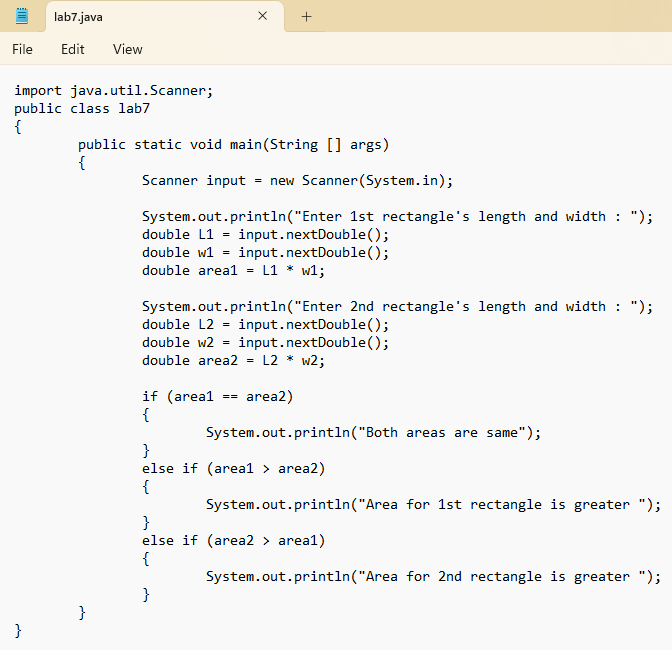 lab7.java
File Edit View
import java.util.Scanner;
public class lab7
{
        public static void main(String [] args)
        {
                Scanner input = new Scanner(System.in);

                System.out.println("Enter 1st rectangle's length and width : ");
                double L1 = input.nextDouble();
                double w1 = input.nextDouble();
                double area1 = L1 * w1;

                System.out.println("Enter 2nd rectangle's length and width : ");
                double L2 = input.nextDouble();
                double w2 = input.nextDouble();
                double area2 = L2 * w2;

                if (area1 == area2)
                {
                        System.out.println("Both areas are same");
                }
                else if (area1 > area2)
                {
                        System.out.println("Area for 1st rectangle is greater ");
                }
                else if (area2 > area1)
                {
                        System.out.println("Area for 2nd rectangle is greater ");
                }
        }
}